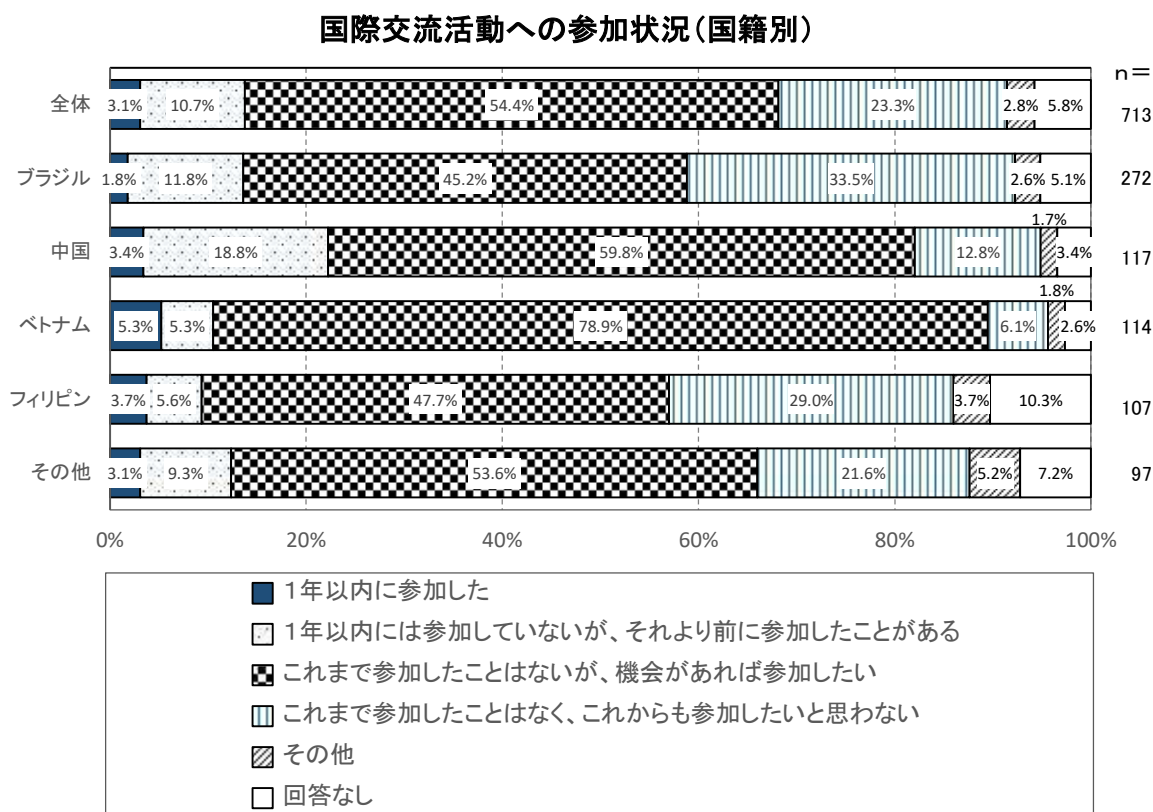 国際交流活動への参加状況(国籍別)
n=
全体 3.1% 10.7% 54.4% 23.3% 2.8% 5.8% 713
ブラジル 1.8% 11.8% 45.2% 33.5% 2.6% 5.1% 272
1.7%
中国 3.4% 18.8% 59.8% 12.8% 3.4% 117
1.8%
ベトナム 5.3% 5.3% 78.9% 6.1% 2.6% 114
フィリピン 3.7% 5.6% 47.7% 29.0% 3.7% 10.3% 107
その他 3.1% 9.3% 53.6% 21.6% 5.2% 7.2% 97
0% 20% 40% 60% 80% 100%
1年以内に参加した
1年以内には参加していないが、それより前に参加したことがある
これまで参加したことはないが、機会があれば参加したい
これまで参加したことはなく、これからも参加したいと思わない
その他
回答なし